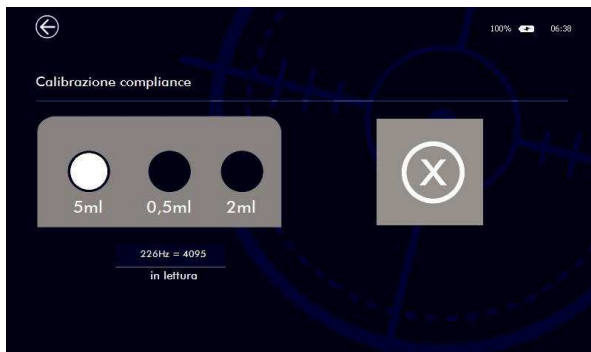 100% 06:38
Calibrazione compliance
5ml 0,5ml 2ml
X
226Hz = 4095
in lettura